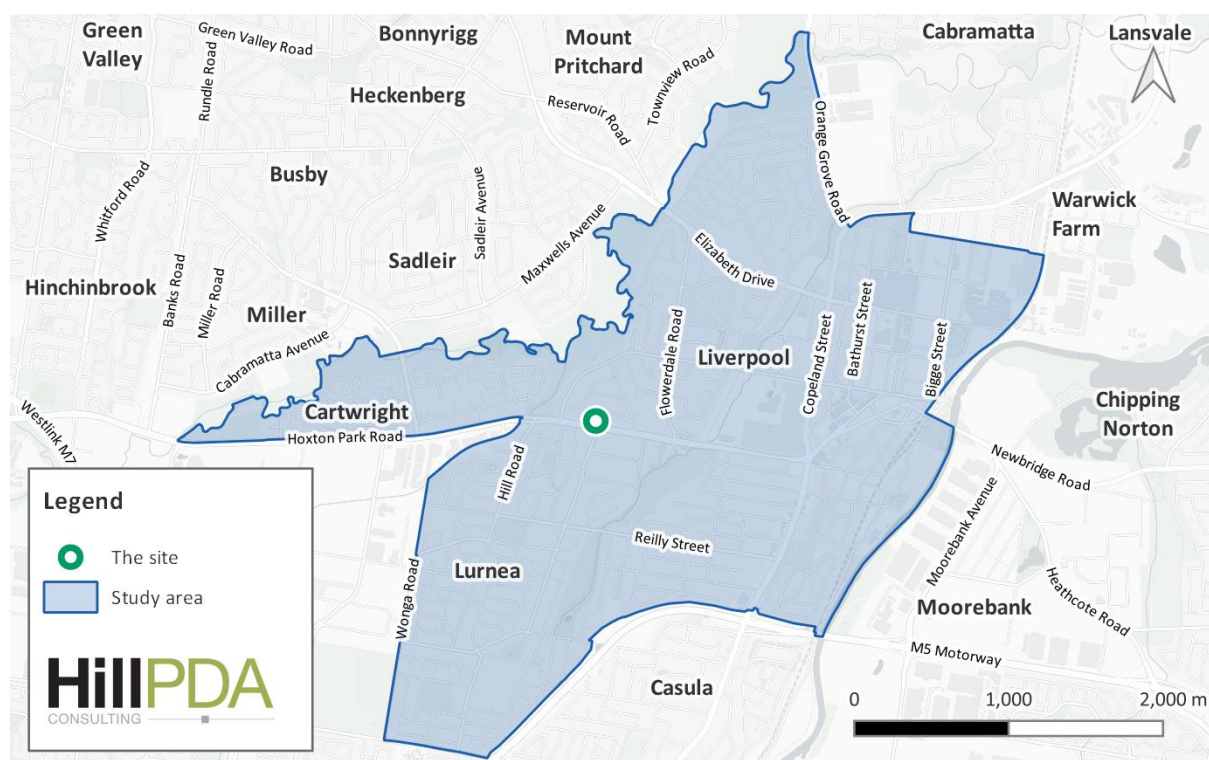 Green
Valley
Green Valley Road
Bonnyrigg
Mount
Pritchard
Cabramatta
Lansvale
Rundle Road
Heckenberg
Reservoir Road
Townview Road
Orange Grove Road
Busby
Whitford Road
Sadleir Avenue
Maxwells Avenue
Warwick
Farm
Sadleir
Elizabeth Drive
Hinchinbrook
Banks Road
Miller Road
Miller
Cabramatta Avenue
Flowerdale Road
Liverpool
Copeland Street
Bathurst Street
Bigge Street
Chipping
Norton
Cartwright
Hoxton Park Road
Westlink M7
Hill Road
Newbridge Road
Moorebank Avenue
Reilly Street
Lurnea
Wonga Road
Heathcote Road
Moorebank
M5 Motorway
Casula
0 1,000 2,000 m
Legend
The site
Study area
HillPDA
CONSULTING